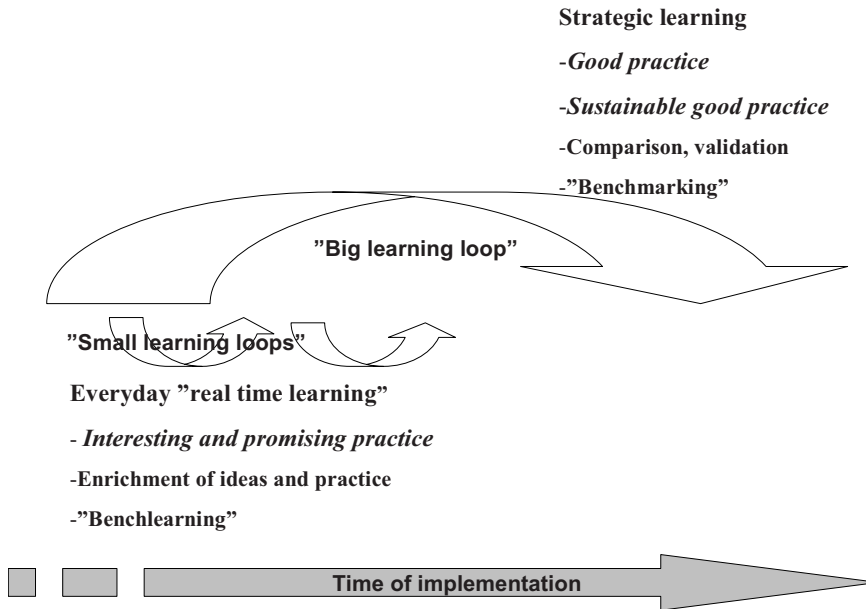 Strategic learning
-Good practice
-Sustainable good practice
-Comparison, validation
-”Benchmarking”
”Big learning loop”
”Small learning loops”
Everyday ”real time learning”
- Interesting and promising practice
-Enrichment of ideas and practice
-”Benchlearning”
Time of implementation